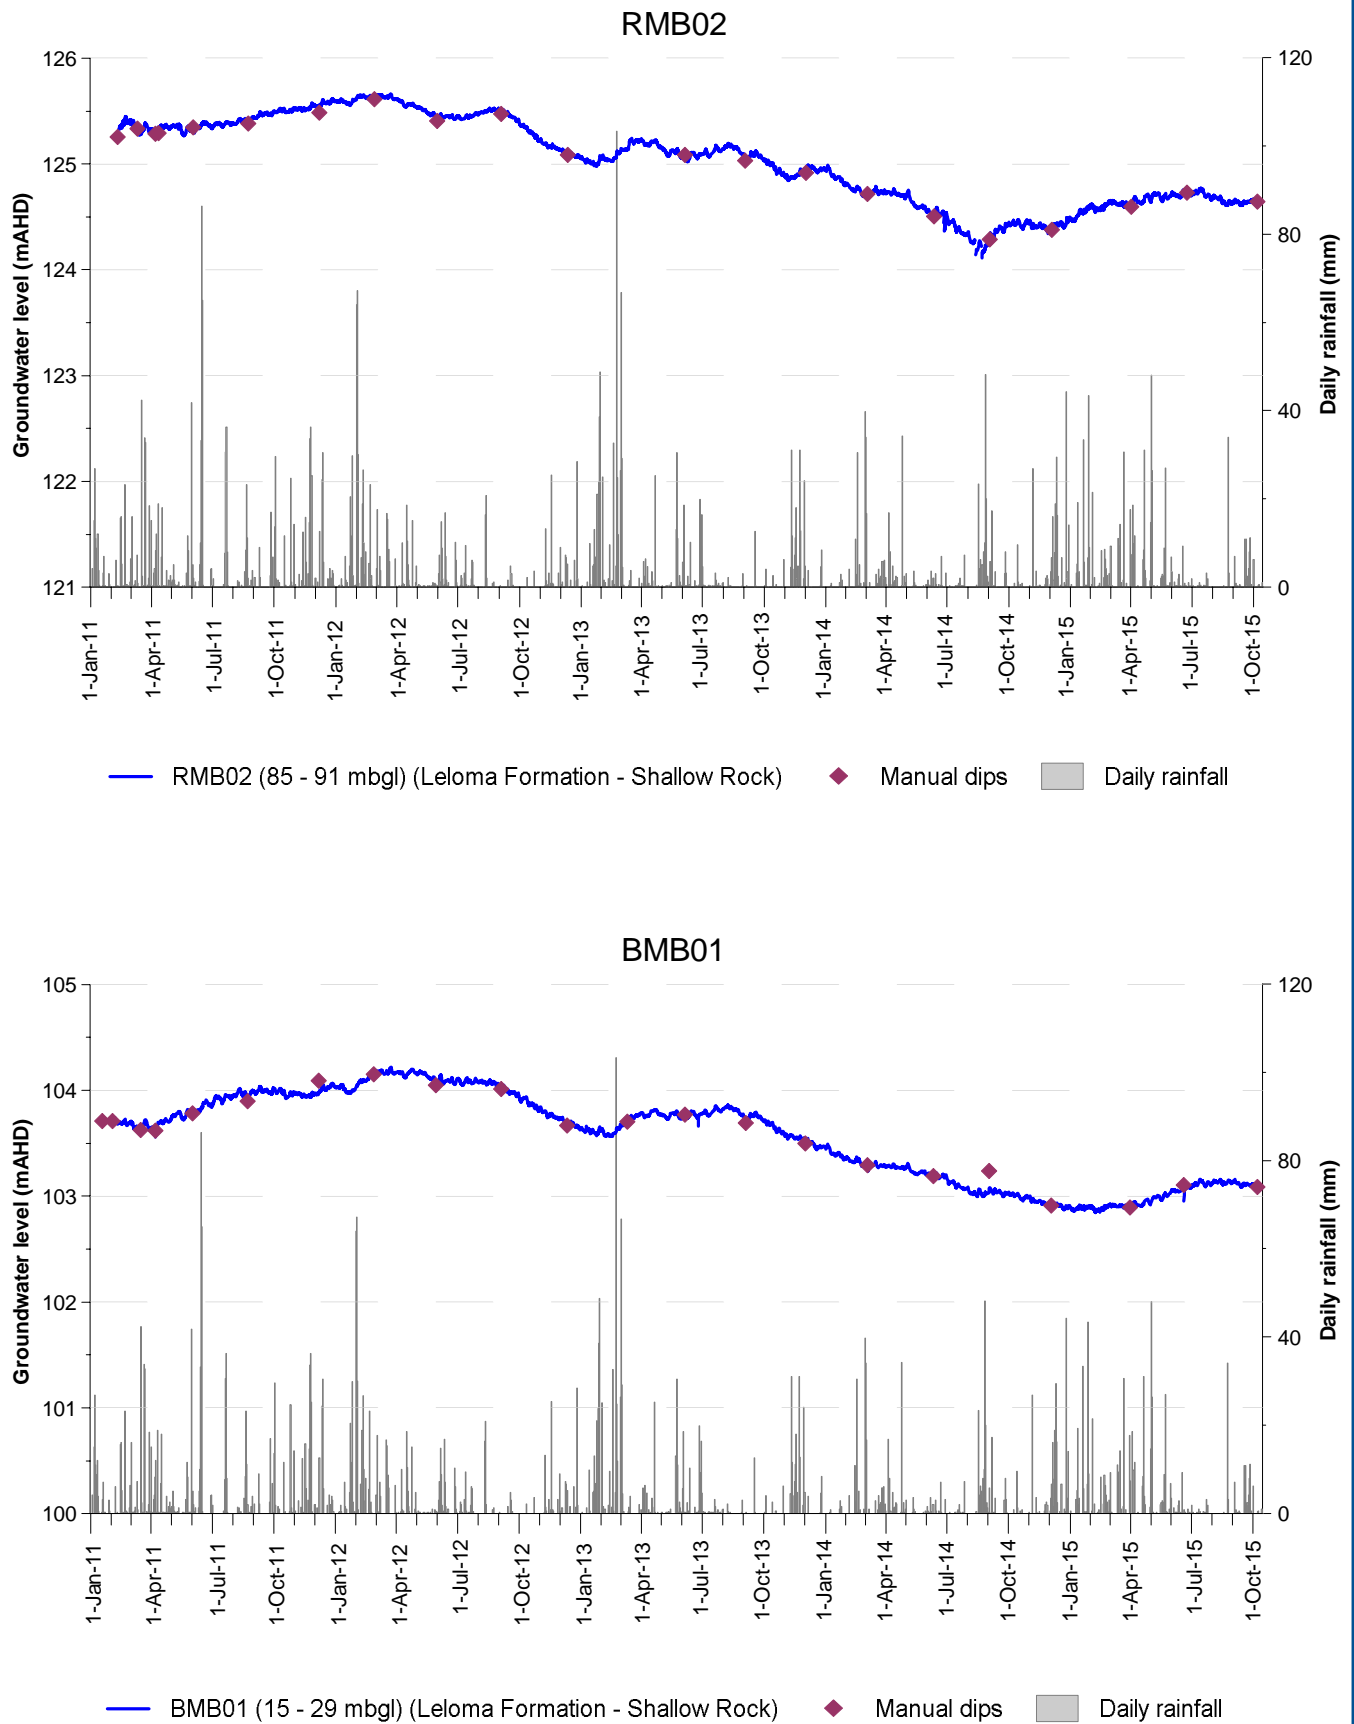 RMB02
126
125
124
123
122
121
Groundwater level (mAHD)
120
80
40
0
Daily rainfall (mm)
1-Jan-11
1-Apr-11
1-Jul-11
1-Oct-11
1-Jan-12
1-Apr-12
1-Jul-12
1-Oct-12
1-Jan-13
1-Apr-13
1-Jul-13
1-Oct-13
1-Jan-14
1-Apr-14
1-Jul-14
1-Oct-14
1-Jan-15
1-Apr-15
1-Jul-15
1-Oct-15
RMB02 (85 - 91 mbgl) (Leloma Formation - Shallow Rock) Manual dips Daily rainfall
BMB01
105
104
103
102
101
100
Groundwater level (mAHD)
120
80
40
0
Daily rainfall (mm)
1-Jan-11
1-Apr-11
1-Jul-11
1-Oct-11
1-Jan-12
1-Apr-12
1-Jul-12
1-Oct-12
1-Jan-13
1-Apr-13
1-Jul-13
1-Oct-13
1-Jan-14
1-Apr-14
1-Jul-14
1-Oct-14
1-Jan-15
1-Apr-15
1-Jul-15
1-Oct-15
BMB01 (15 - 29 mbgl) (Leloma Formation - Shallow Rock) Manual dips Daily rainfall